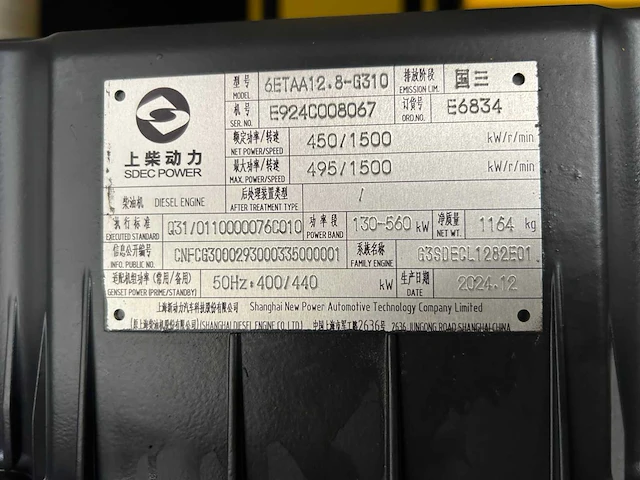 型号 6ETAA12.8-G310 排放阶段 国三
MODEL EMISSION LIM.
机号 E924C008067 订货号 E6834
SERI.NO. ORD.NO.
额定功率/转速 450/1500 kW/r/min
NET POWER/SPEED
上柴动力 最大功率/转速 495/1500 kW/r/min
SDEC POWER MAX. POWER/SPEED
柴油机 DIESEL ENGINE 后处理装置类型 /
AFTER TREATMENT TYPE
执行标准 Q31/0110000076C010 功率段 130-560 kW 净质量 1164 kg
EXECUTED STANDARD POWER BAND NET WEIGHT
信息公开编号 CNFCG3000293000335000001 系族名称 G3SDECL1282E01
INFO. PUBLIC NO. FAMILY ENGINE
适配机组功率(常用/备用) 50Hz:400/440 kW 生产日期 2024.12
GENSET POWER (PRIME/STANDBY) DATE
上海新动力汽车科技股份有限公司 Shanghai New Power Automotive Technology Company Limited
(原上海柴油机股份有限公司)(SHANGHAI DIESEL ENGINE CO.,LTD.) 中国上海市军工路2636号 2636 JUNGONG ROAD SHANGHAI CHINA